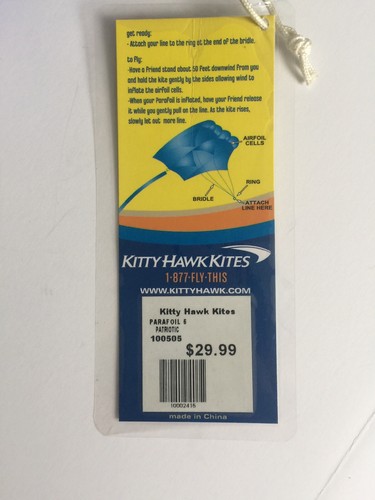 get ready:
- Attach your line to the ring at the end of the bridle.
to fly:
-Have a friend stand about 50 feet downwind from you
and hold the kite gently by the sides allowing wind to
inflate the airfoil cells.
-When your Parafoil is inflated, have your friend release
it while you gently pull on the line. As the kite rises,
slowly let out more line.
AIRFOIL
CELLS
RING
BRIDLE
ATTACH
LINE HERE
KITTY HAWK KITES
1-877-FLY-THIS
WWW.KITTYHAWK.COM
Kitty Hawk Kites
PARAFOIL 6
PATRIOTIC
100505
$29.99
10002416
made in China